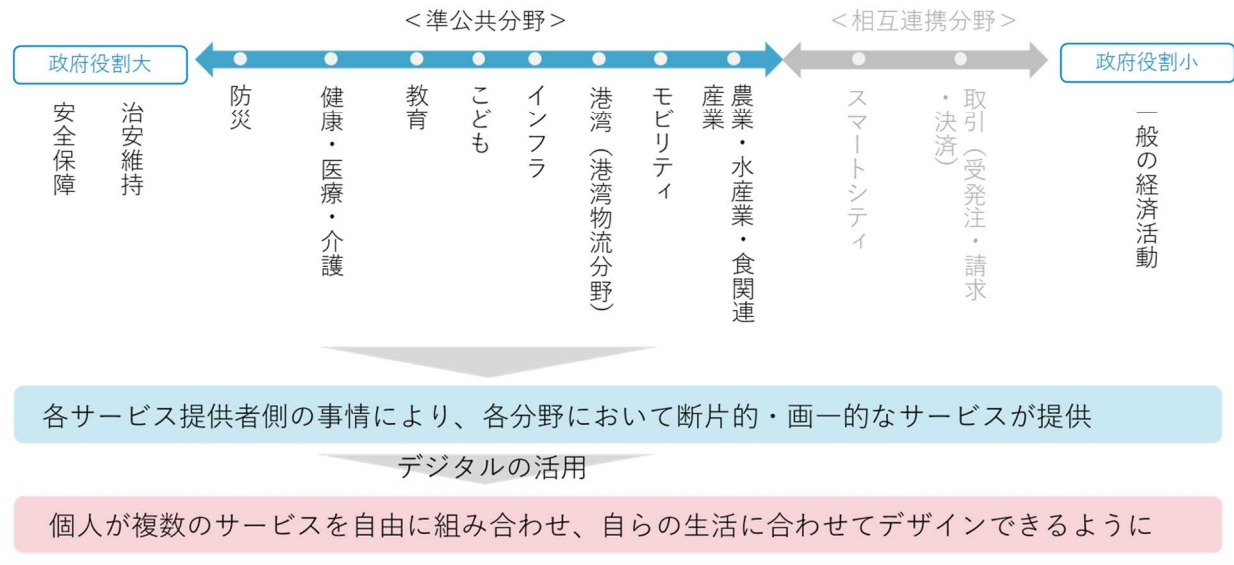 ＜準公共分野＞
＜相互連携分野＞
政府役割大
政府役割小
安全保障
治安維持
防災
健康・医療・介護
教育
こども
インフラ
港湾（港湾物流分野）
モビリティ
農業・水産業・食関連
産業
スマートシティ
取引（受発注・請求
・決済）
一般の経済活動
各サービス提供者側の事情により、各分野において断片的・画一的なサービスが提供
デジタルの活用
個人が複数のサービスを自由に組み合わせ、自らの生活に合わせてデザインできるように